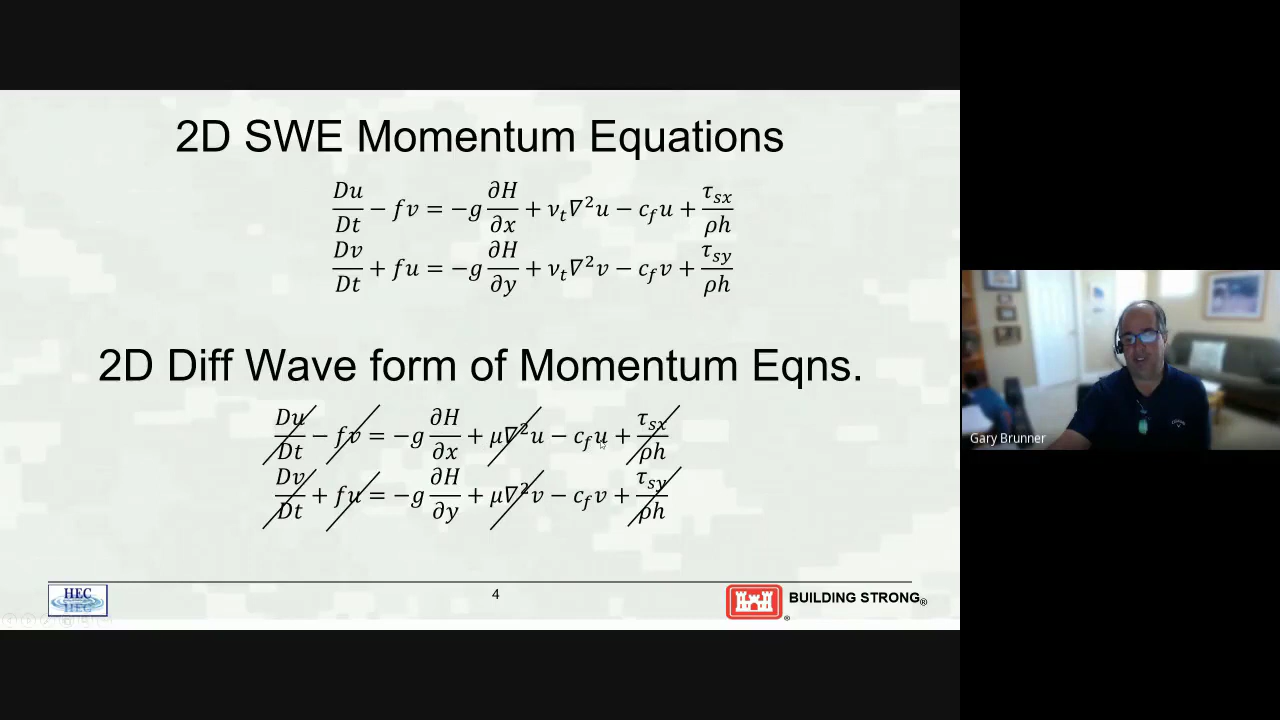 2D SWE Momentum Equations
Du/Dt − fv = −g ∂H/∂x + ν_t∇²u − c_f u + τ_sx/ρh
Dv/Dt + fu = −g ∂H/∂y + ν_t∇²v − c_f v + τ_sy/ρh
2D Diff Wave form of Momentum Eqns.
Du/Dt − fv = −g ∂H/∂x + μ∇²u − c_f u + τ_sx/ρh
Dv/Dt + fu = −g ∂H/∂y + μ∇²v − c_f v + τ_sy/ρh
HEC
HEC
4
BUILDING STRONG®
®
Gary Brunner